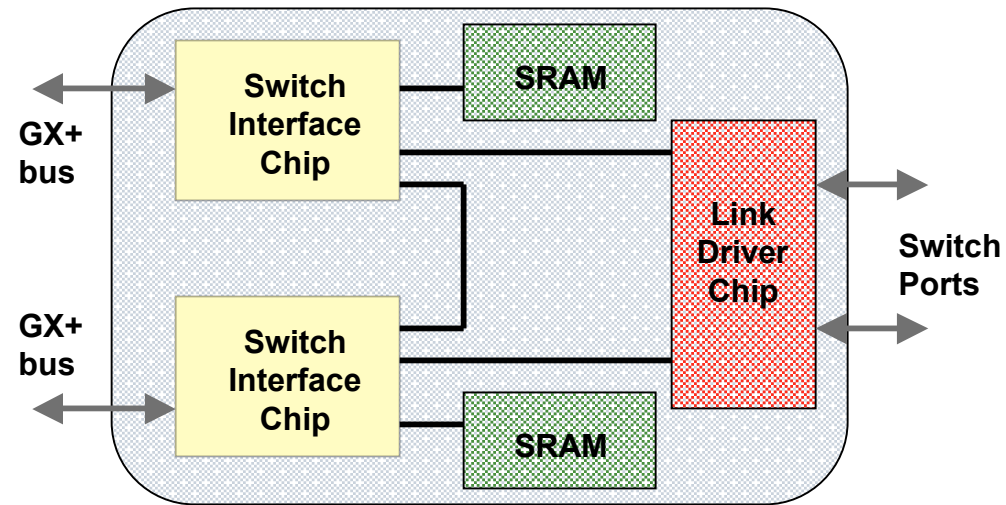 Switch
Interface
Chip
SRAM
GX+
bus
Link
Driver
Chip
Switch
Ports
GX+
bus
Switch
Interface
Chip
SRAM